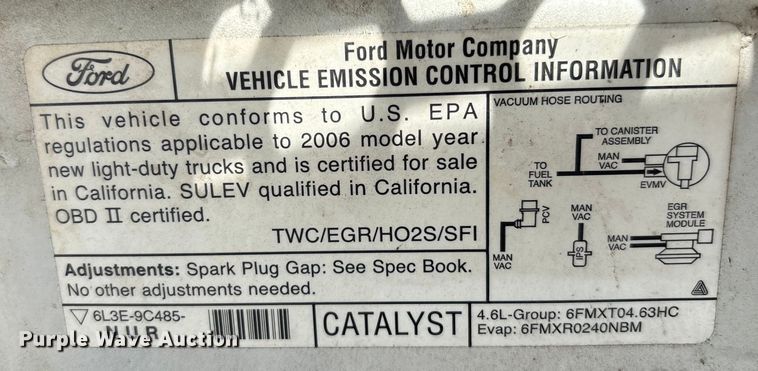 Ford
Ford Motor Company
VEHICLE EMISSION CONTROL INFORMATION
This vehicle conforms to U.S. EPA
regulations applicable to 2006 model year
new light-duty trucks and is certified for sale
in California. SULEV qualified in California.
OBD II certified.
TWC/EGR/HO2S/SFI
Adjustments: Spark Plug Gap: See Spec Book.
No other adjustments needed.
6L3E-9C485-
NUR
CATALYST
VACUUM HOSE ROUTING
TO CANISTER
ASSEMBLY
MAN
VAC
TO
FUEL
TANK
EVMV
PCV
MAN
VAC
MAN
VAC
IPS
EGR
SYSTEM
MODULE
MAN
VAC
4.6L-Group: 6FMXT04.63HC
Evap: 6FMXR0240NBM
Purple Wave Auction